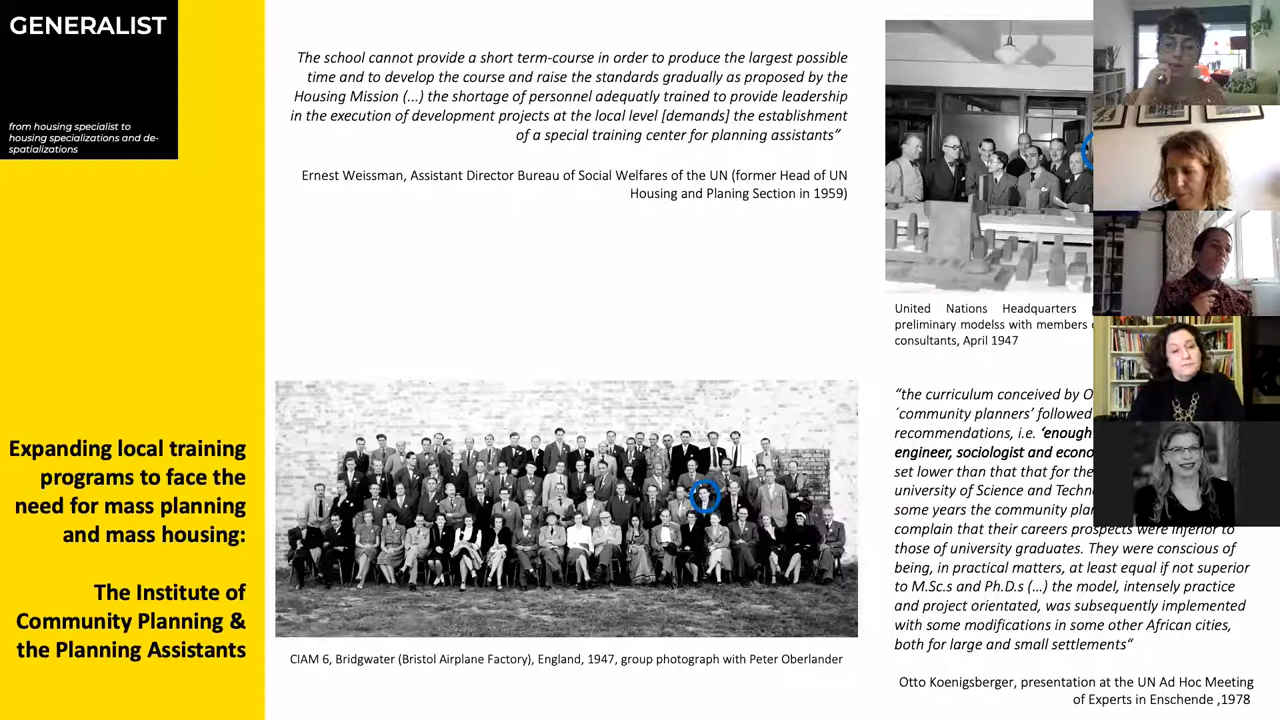 GENERALIST
from housing specialist to
housing specializations and de-
spatializations
Expanding local training
programs to face the
need for mass planning
and mass housing:
The Institute of
Community Planning &
the Planning Assistants
The school cannot provide a short term-course in order to produce the largest possible
time and to develop the course and raise the standards gradually as proposed by the
Housing Mission (...) the shortage of personnel adequatly trained to provide leadership
in the execution of development projects at the local level [demands] the establishment
of a special training center for planning assistants”
Ernest Weissman, Assistant Director Bureau of Social Welfares of the UN (former Head of UN
Housing and Planing Section in 1959)
CIAM 6, Bridgwater (Bristol Airplane Factory), England, 1947, group photograph with Peter Oberlander
United Nations Headquarters
preliminary modelss with members
consultants, April 1947
“the curriculum conceived by
´community planners’ followed
recommendations, i.e. ‘enough
engineer, sociologist and
set lower than that that for the
university of Science and
some years the community
complain that their careers prospects were inferior to
those of university graduates. They were conscious of
being, in practical matters, at least equal if not superior
to M.Sc.s and Ph.D.s (...) the model, intensely practice
and project orientated, was subsequently implemented
with some modifications in some other African cities,
both for large and small settlements“
Otto Koenigsberger, presentation at the UN Ad Hoc Meeting
of Experts in Enschende ,1978